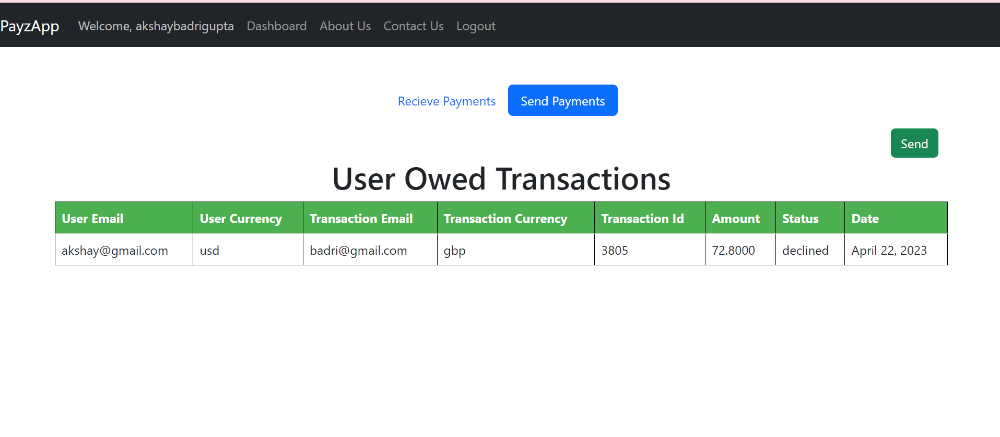 PayzApp Welcome, akshaybadrigupta Dashboard About Us Contact Us Logout
Recieve Payments Send Payments
Send
User Owed Transactions
User Email User Currency Transaction Email Transaction Currency Transaction Id Amount Status Date
akshay@gmail.com usd badri@gmail.com gbp 3805 72.8000 declined April 22, 2023